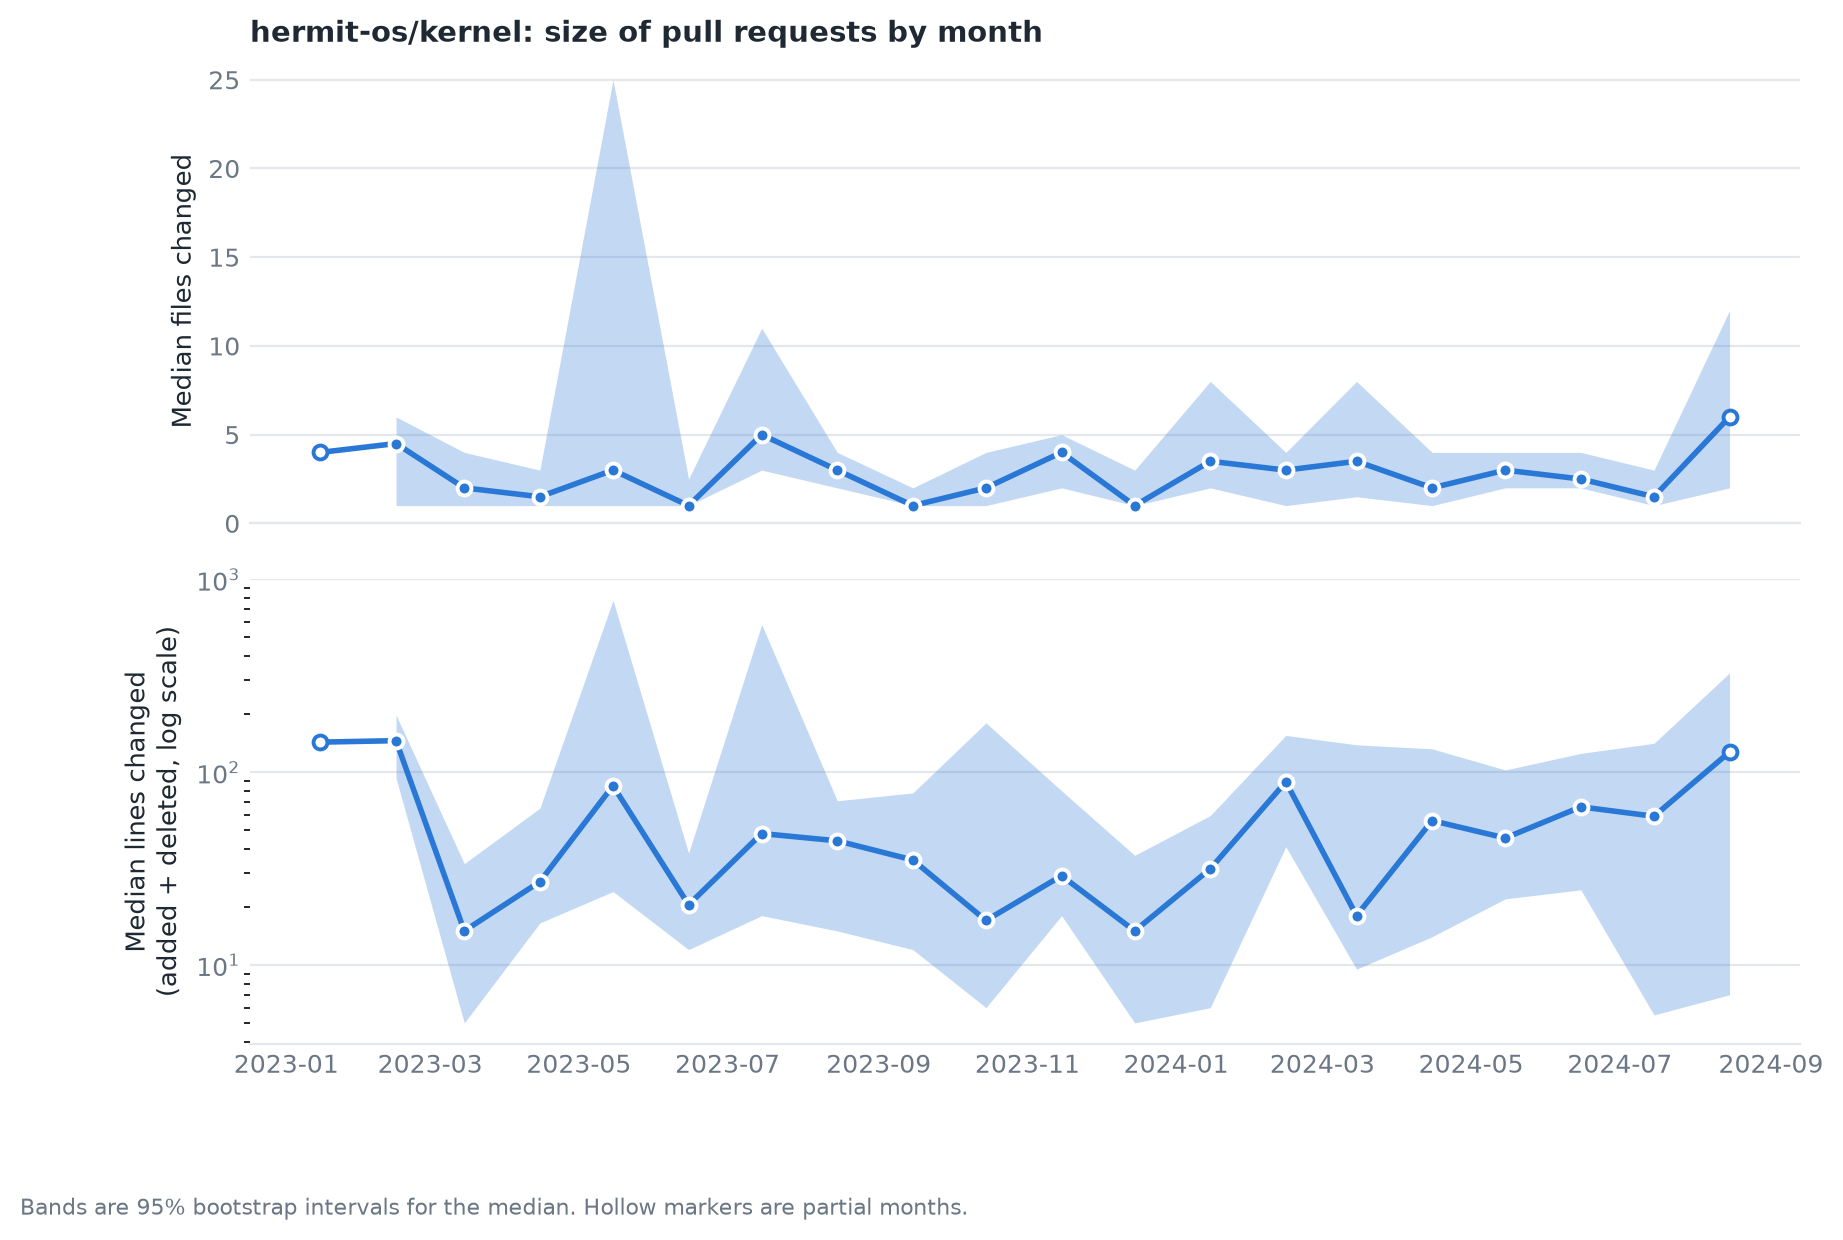 hermit-os/kernel: size of pull requests by month
Median files changed
25
20
15
10
5
0
Median lines changed
(added + deleted, log scale)
10³
10²
10¹
2023-01 2023-03 2023-05 2023-07 2023-09 2023-11 2024-01 2024-03 2024-05 2024-07 2024-09
Bands are 95% bootstrap intervals for the median. Hollow markers are partial months.